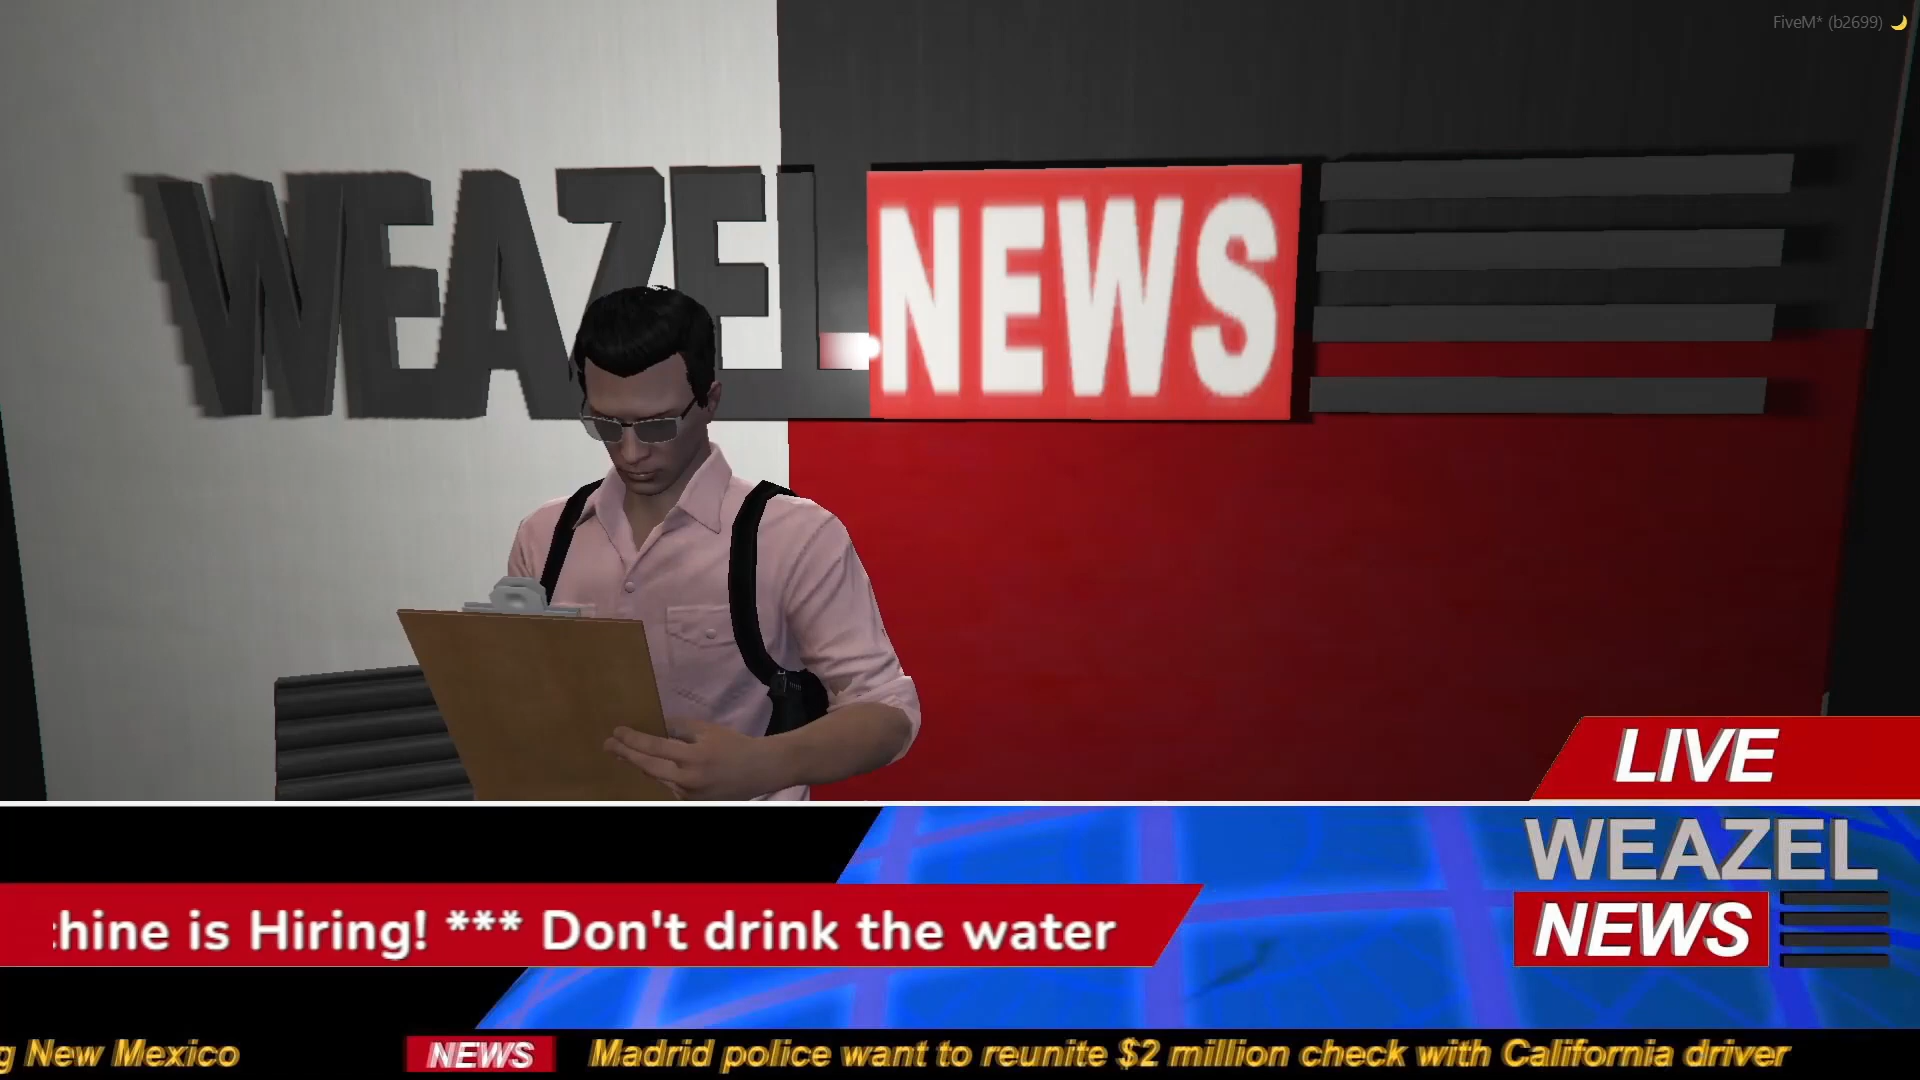 FiveM* (b2699)
WEAZEL NEWS
LIVE
WEAZEL
NEWS
hine is Hiring! *** Don't drink the water
g New Mexico NEWS Madrid police want to reunite $2 million check with California driver